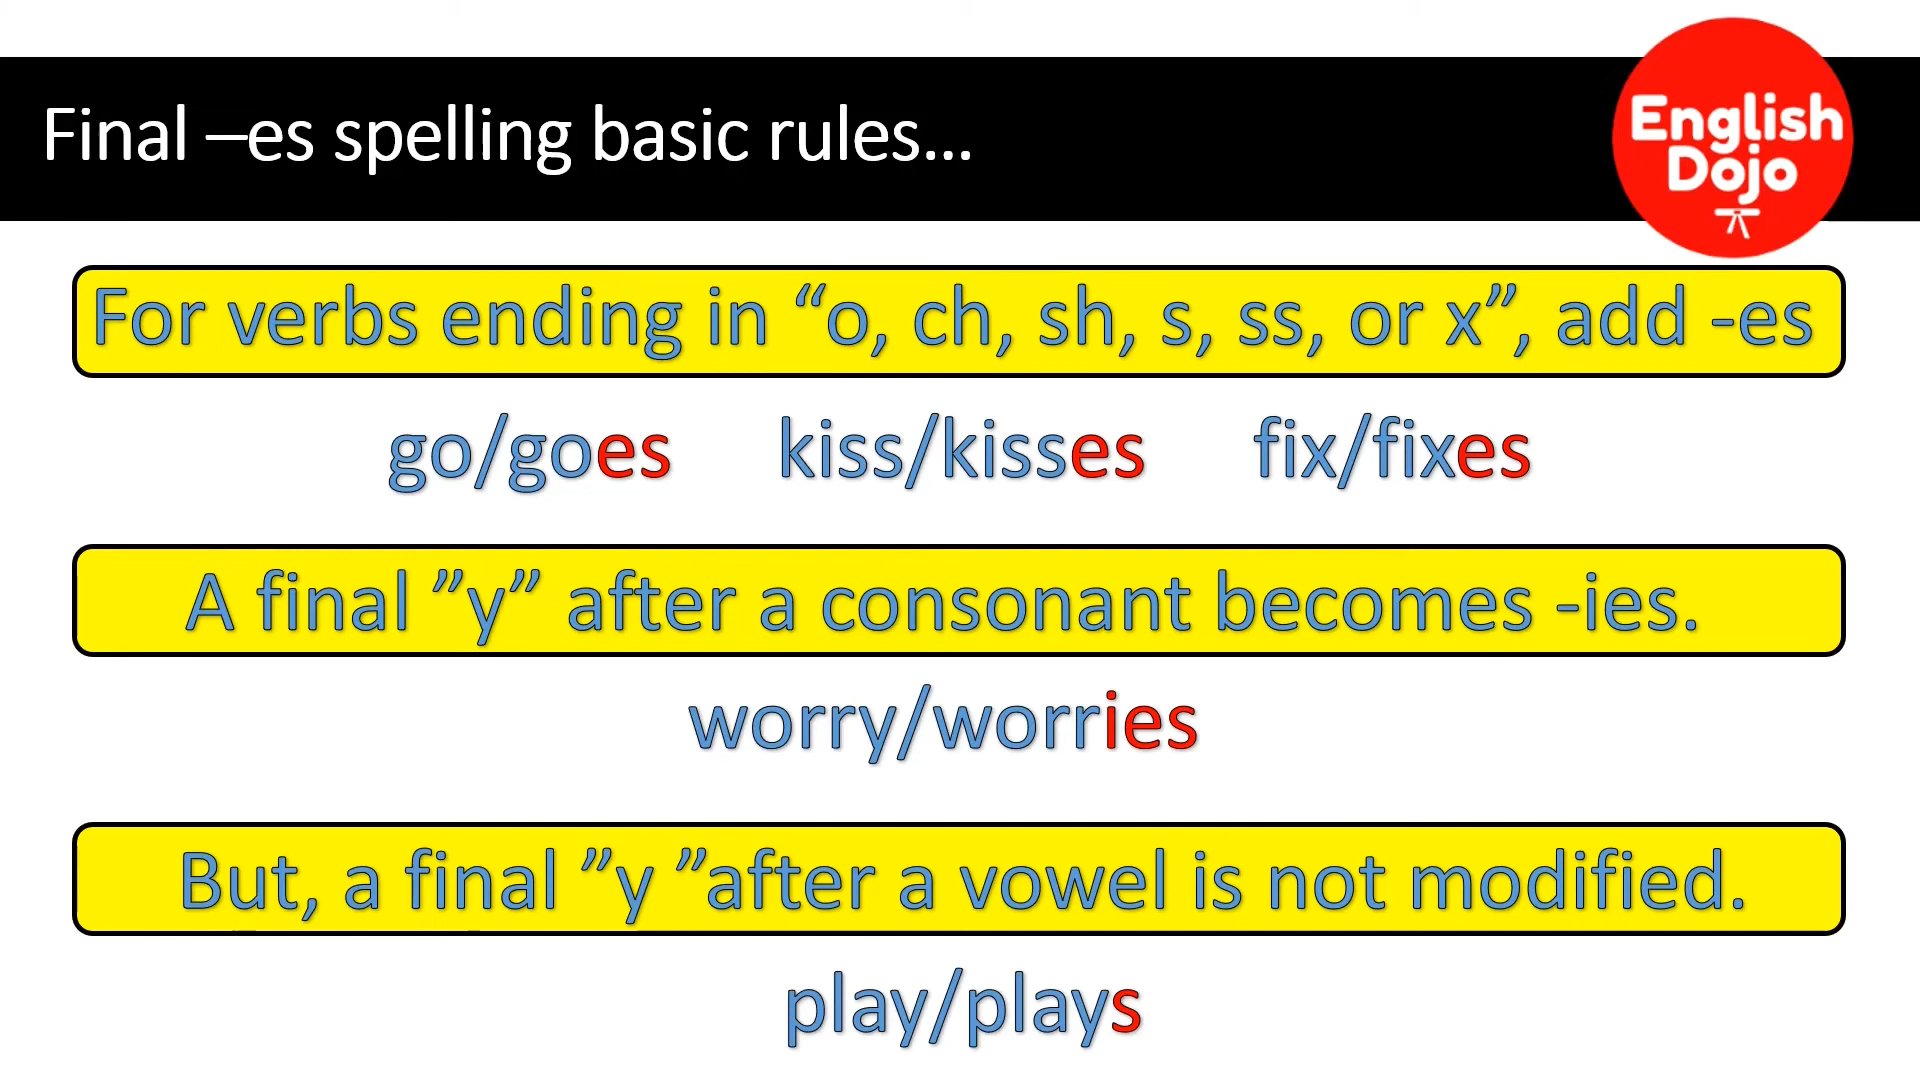 Final –es spelling basic rules...
English
Dojo
For verbs ending in “o, ch, sh, s, ss, or x”, add -es
go/goes kiss/kisses fix/fixes
A final ”y” after a consonant becomes -ies.
worry/worries
But, a final ”y ”after a vowel is not modified.
play/plays